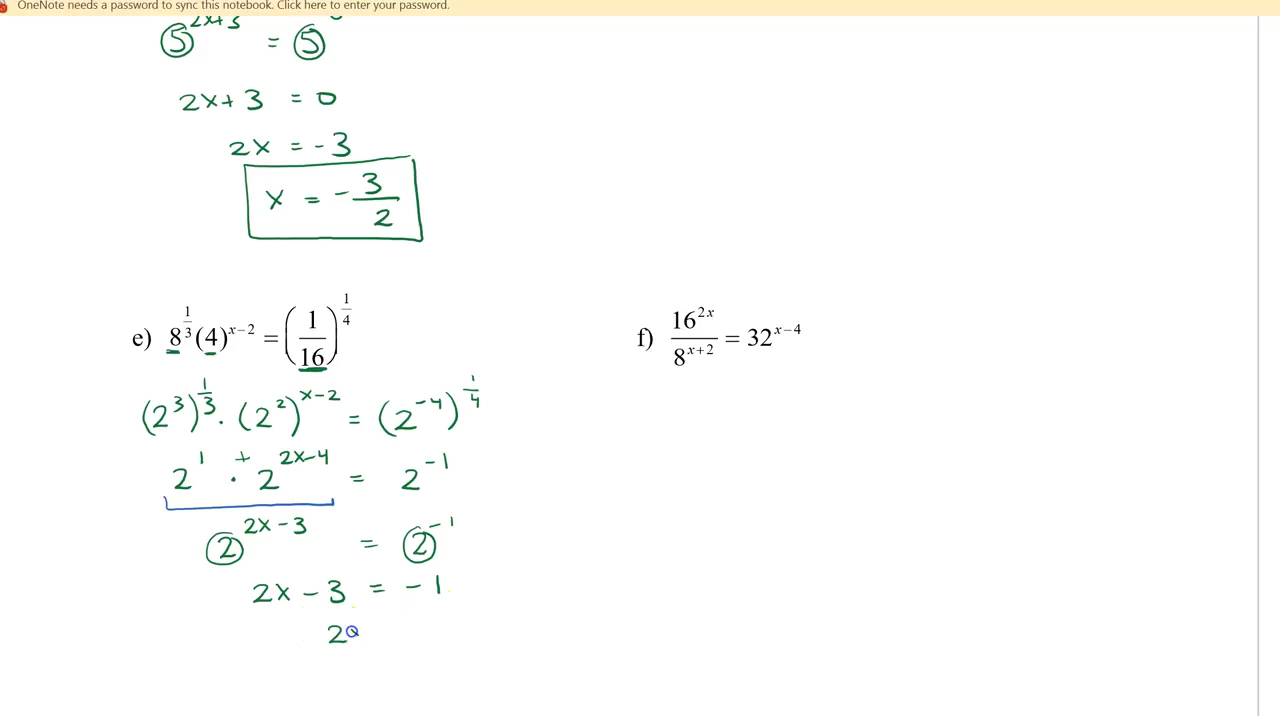 OneNote needs a password to sync this notebook. Click here to enter your password.
5^(2x+3) = 5
2x + 3 = 0
2x = -3
x = -3/2
e) 8^(1/3) (4)^(x-2) = (1/16)^(1/4)
f) 16^(2x) / 8^(x+2) = 32^(x-4)
(2^3)^(1/3) · (2^2)^(x-2) = (2^-4)^(1/4)
2^1 · + 2^(2x-4) = 2^-1
2^(2x-3) = 2^-1
2x - 3 = -1
2